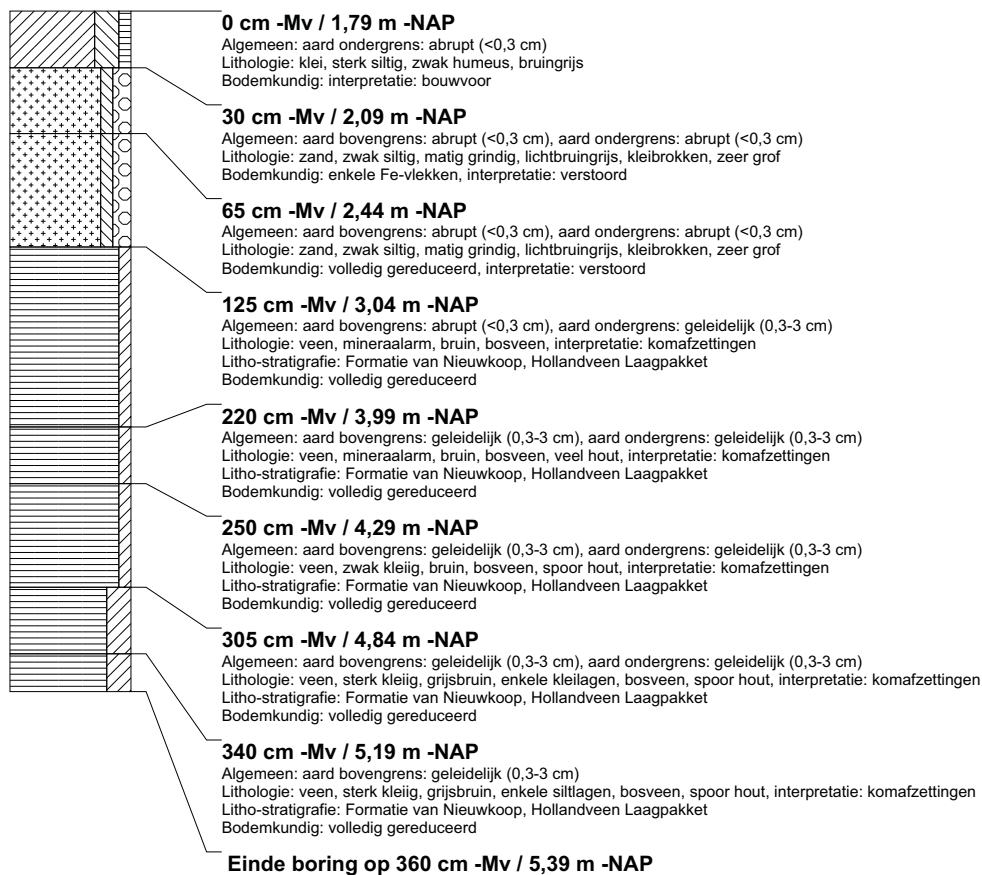 0 cm -Mv / 1,79 m -NAP
Algemeen: aard ondergrens: abrupt (<0,3 cm)
Lithologie: klei, sterk siltig, zwak humeus, bruingrijs
Bodemkundig: interpretatie: bouwvoor
30 cm -Mv / 2,09 m -NAP
Algemeen: aard bovengrens: abrupt (<0,3 cm), aard ondergrens: abrupt (<0,3 cm)
Lithologie: zand, zwak siltig, matig grindig, lichtbruingrijs, kleibrokken, zeer grof
Bodemkundig: enkele Fe-vlekken, interpretatie: verstoord
65 cm -Mv / 2,44 m -NAP
Algemeen: aard bovengrens: abrupt (<0,3 cm), aard ondergrens: abrupt (<0,3 cm)
Lithologie: zand, zwak siltig, matig grindig, lichtbruingrijs, kleibrokken, zeer grof
Bodemkundig: volledig gereduceerd, interpretatie: verstoord
125 cm -Mv / 3,04 m -NAP
Algemeen: aard bovengrens: abrupt (<0,3 cm), aard ondergrens: geleidelijk (0,3-3 cm)
Lithologie: veen, mineraalarm, bruin, bosveen, interpretatie: komafzettingen
Litho-stratigrafie: Formatie van Nieuwkoop, Hollandveen Laagpakket
Bodemkundig: volledig gereduceerd
220 cm -Mv / 3,99 m -NAP
Algemeen: aard bovengrens: geleidelijk (0,3-3 cm), aard ondergrens: geleidelijk (0,3-3 cm)
Lithologie: veen, mineraalarm, bruin, bosveen, veel hout, interpretatie: komafzettingen
Litho-stratigrafie: Formatie van Nieuwkoop, Hollandveen Laagpakket
Bodemkundig: volledig gereduceerd
250 cm -Mv / 4,29 m -NAP
Algemeen: aard bovengrens: geleidelijk (0,3-3 cm), aard ondergrens: geleidelijk (0,3-3 cm)
Lithologie: veen, zwak kleiig, bruin, bosveen, spoor hout, interpretatie: komafzettingen
Litho-stratigrafie: Formatie van Nieuwkoop, Hollandveen Laagpakket
Bodemkundig: volledig gereduceerd
305 cm -Mv / 4,84 m -NAP
Algemeen: aard bovengrens: geleidelijk (0,3-3 cm), aard ondergrens: geleidelijk (0,3-3 cm)
Lithologie: veen, sterk kleiig, grijsbruin, enkele kleilagen, bosveen, spoor hout, interpretatie: komafzettingen
Litho-stratigrafie: Formatie van Nieuwkoop, Hollandveen Laagpakket
Bodemkundig: volledig gereduceerd
340 cm -Mv / 5,19 m -NAP
Algemeen: aard bovengrens: geleidelijk (0,3-3 cm)
Lithologie: veen, sterk kleiig, grijsbruin, enkele siltlagen, bosveen, spoor hout, interpretatie: komafzettingen
Litho-stratigrafie: Formatie van Nieuwkoop, Hollandveen Laagpakket
Bodemkundig: volledig gereduceerd
Einde boring op 360 cm -Mv / 5,39 m -NAP